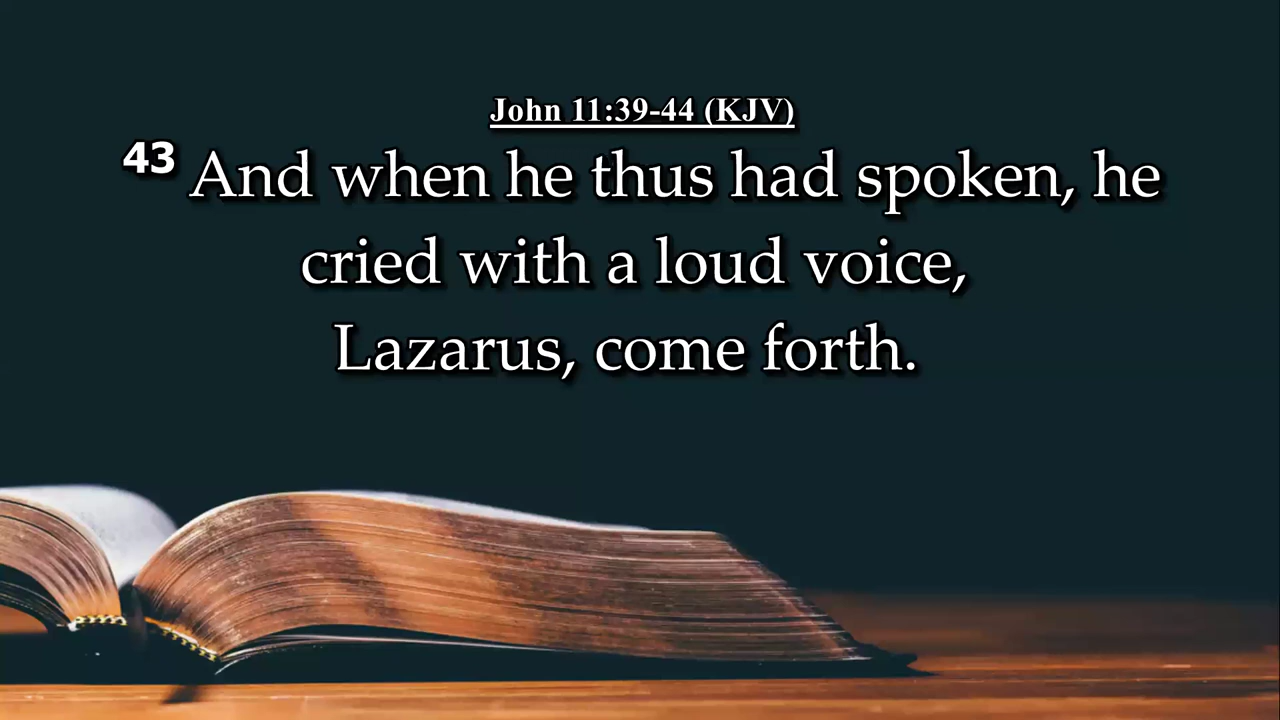 John 11:39-44 (KJV)
43 And when he thus had spoken, he
cried with a loud voice,
Lazarus, come forth.